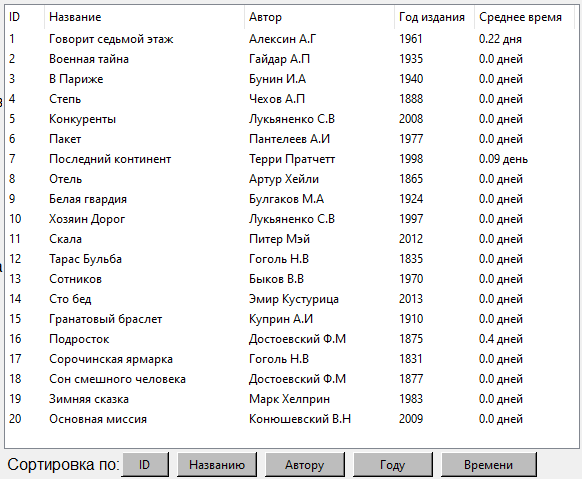 ID Название Автор Год издания Среднее время
1 Говорит седьмой этаж Алексин А.Г 1961 0.22 дня
2 Военная тайна Гайдар А.П 1935 0.0 дней
3 В Париже Бунин И.А 1940 0.0 дней
4 Степь Чехов А.П 1888 0.0 дней
5 Конкуренты Лукьяненко С.В 2008 0.0 дней
6 Пакет Пантелеев А.И 1977 0.0 дней
7 Последний континент Терри Пратчетт 1998 0.09 день
8 Отель Артур Хейли 1865 0.0 дней
9 Белая гвардия Булгаков М.А 1924 0.0 дней
10 Хозяин Дорог Лукьяненко С.В 1997 0.0 дней
11 Скала Питер Мэй 2012 0.0 дней
12 Тарас Бульба Гоголь Н.В 1835 0.0 дней
13 Сотников Быков В.В 1970 0.0 дней
14 Сто бед Эмир Кустурица 2013 0.0 дней
15 Гранатовый браслет Куприн А.И 1910 0.0 дней
16 Подросток Достоевский Ф.М 1875 0.4 дней
17 Сорочинская ярмарка Гоголь Н.В 1831 0.0 дней
18 Сон смешного человека Достоевский Ф.М 1877 0.0 дней
19 Зимняя сказка Марк Хелприн 1983 0.0 дней
20 Основная миссия Конюшевский В.Н 2009 0.0 дней
Сортировка по: ID Названию Автору Году Времени